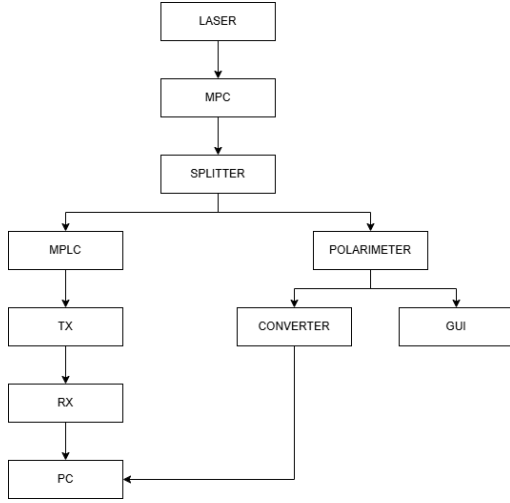 LASER
MPC
SPLITTER
MPLC
POLARIMETER
TX
CONVERTER
GUI
RX
PC